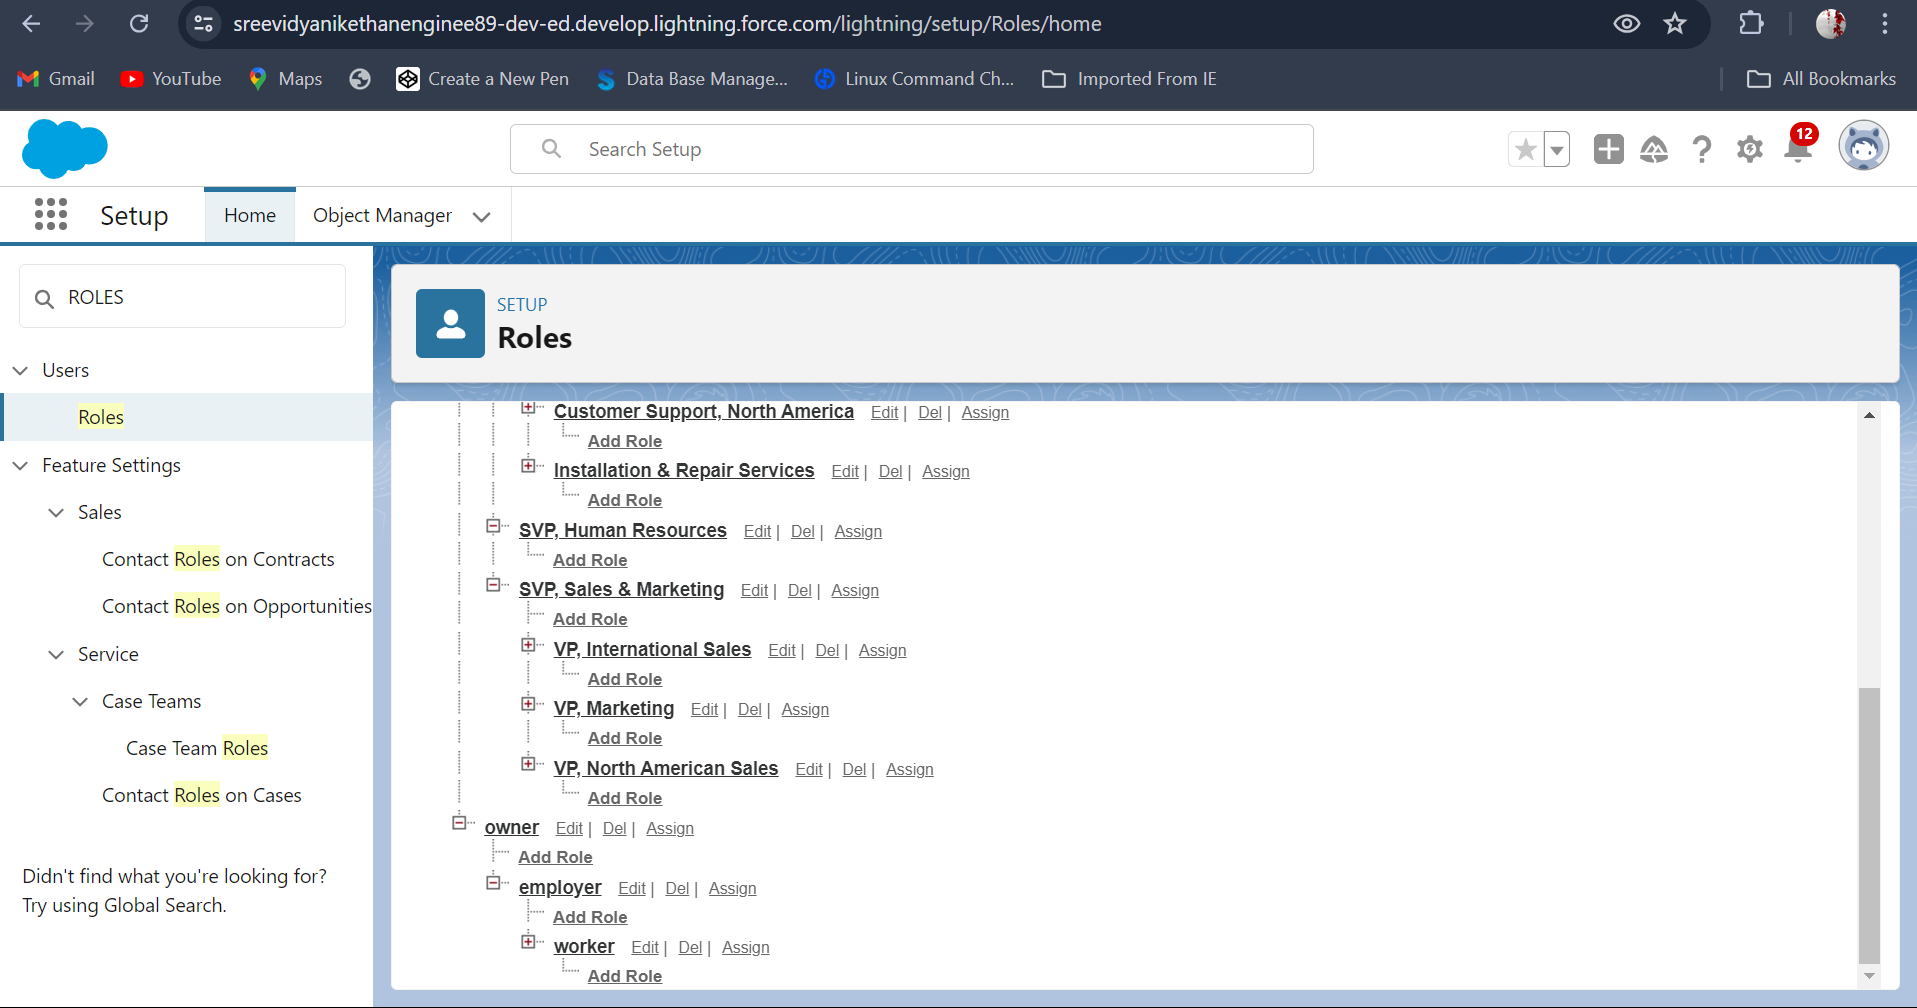 sreevidyanikethanenginee89-dev-ed.develop.lightning.force.com/lightning/setup/Roles/home
Gmail YouTube Maps Create a New Pen Data Base Manage... Linux Command Ch... Imported From IE All Bookmarks
Search Setup
12
Setup Home Object Manager
ROLES
Users
Roles
Feature Settings
Sales
Contact Roles on Contracts
Contact Roles on Opportunities
Service
Case Teams
Case Team Roles
Contact Roles on Cases
Didn't find what you're looking for?
Try using Global Search.
SETUP
Roles
Customer Support, North America Edit | Del | Assign
Add Role
Installation & Repair Services Edit | Del | Assign
Add Role
SVP, Human Resources Edit | Del | Assign
Add Role
SVP, Sales & Marketing Edit | Del | Assign
Add Role
VP, International Sales Edit | Del | Assign
Add Role
VP, Marketing Edit | Del | Assign
Add Role
VP, North American Sales Edit | Del | Assign
Add Role
owner Edit | Del | Assign
Add Role
employer Edit | Del | Assign
Add Role
worker Edit | Del | Assign
Add Role